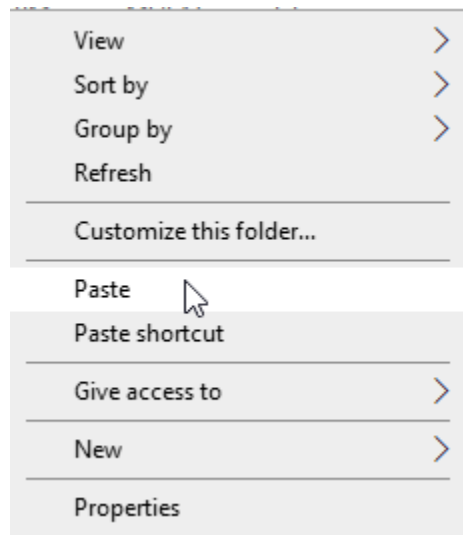 View
Sort by
Group by
Refresh
Customize this folder...
Paste
Paste shortcut
Give access to
New
Properties